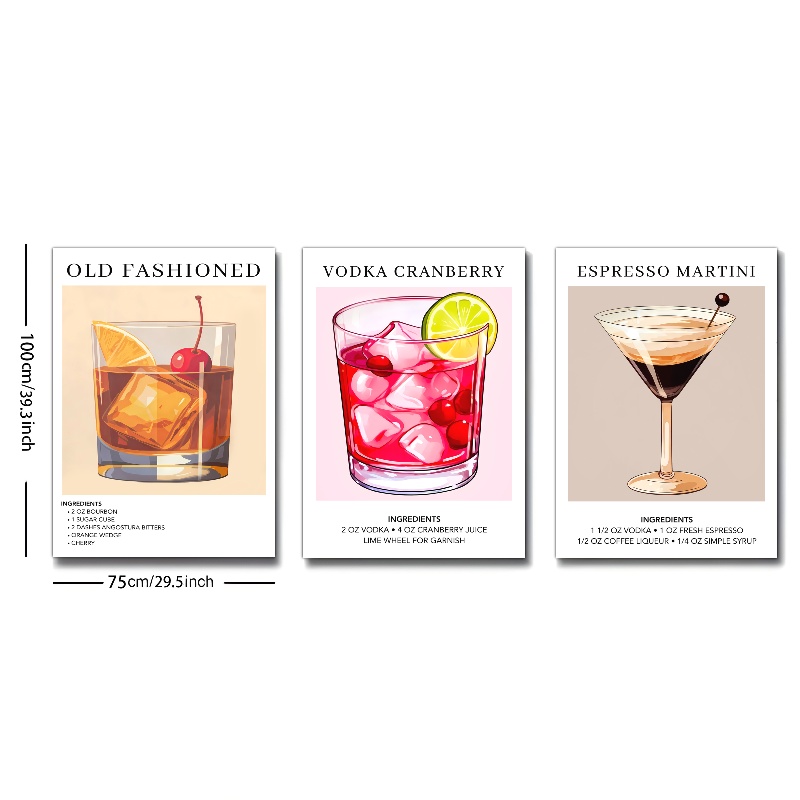 100cm/39.3inch
OLD FASHIONED
INGREDIENTS
• 2 OZ BOURBON
• 1 SUGAR CUBE
• 2 DASHES ANGOSTURA BITTERS
• ORANGE WEDGE
• CHERRY
75cm/29.5inch
VODKA CRANBERRY
INGREDIENTS
2 OZ VODKA • 4 OZ CRANBERRY JUICE
LIME WHEEL FOR GARNISH
ESPRESSO MARTINI
INGREDIENTS
1 1/2 OZ VODKA • 1 OZ FRESH ESPRESSO
1/2 OZ COFFEE LIQUEUR • 1/4 OZ SIMPLE SYRUP